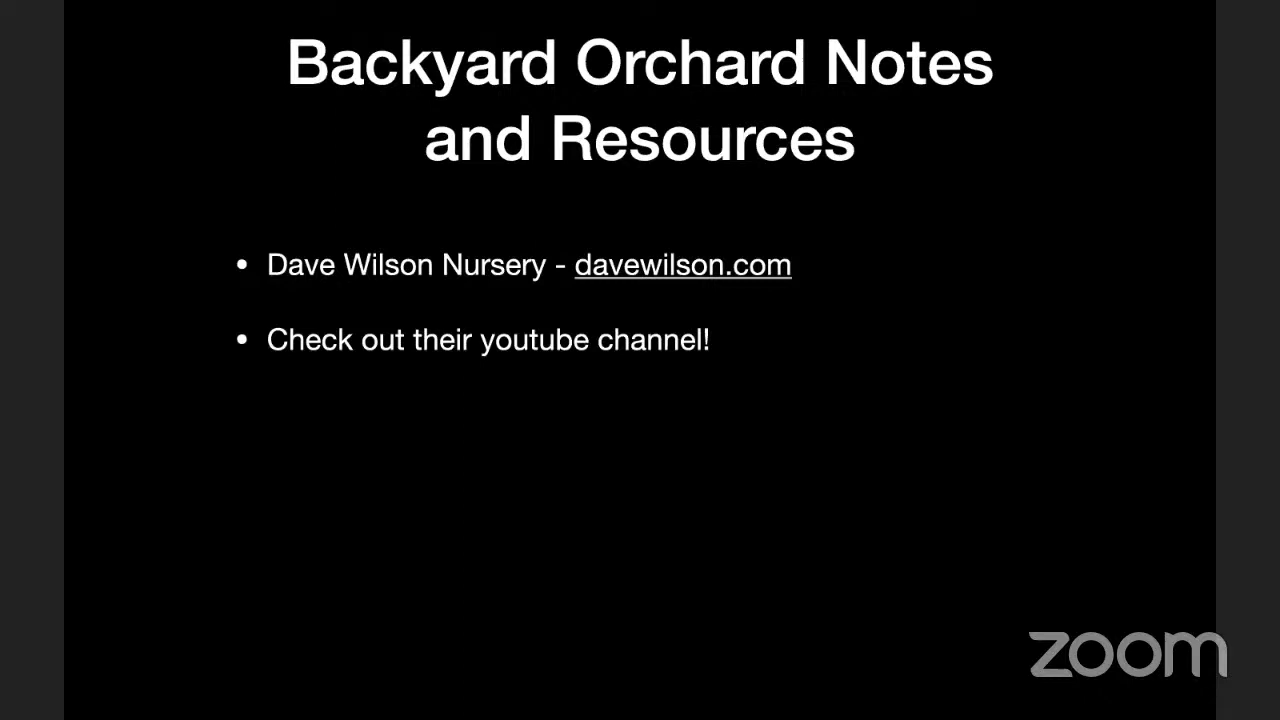 Backyard Orchard Notes
and Resources
• Dave Wilson Nursery - davewilson.com
• Check out their youtube channel!
zoom